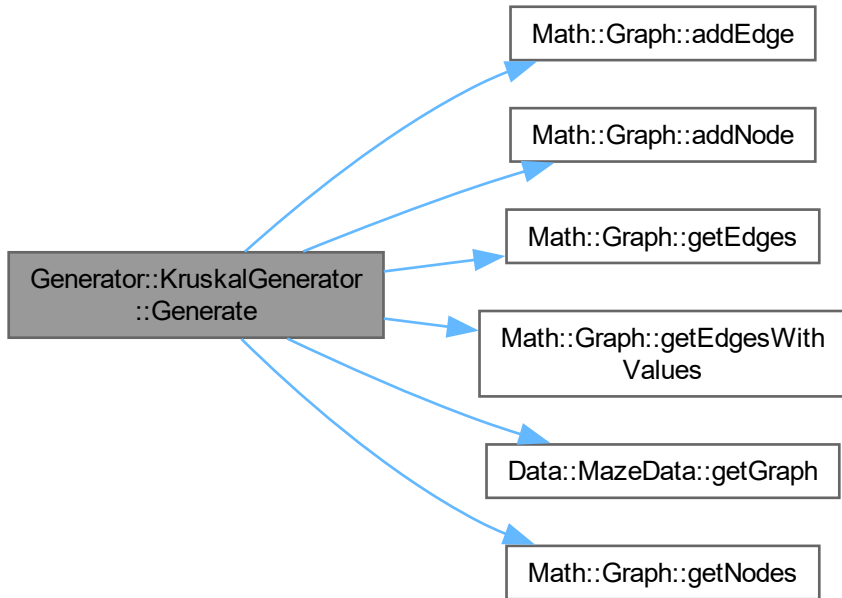 Math::Graph::addEdge
Math::Graph::addNode
Math::Graph::getEdges
Generator::KruskalGenerator
::Generate
Math::Graph::getEdgesWith
Values
Data::MazeData::getGraph
Math::Graph::getNodes